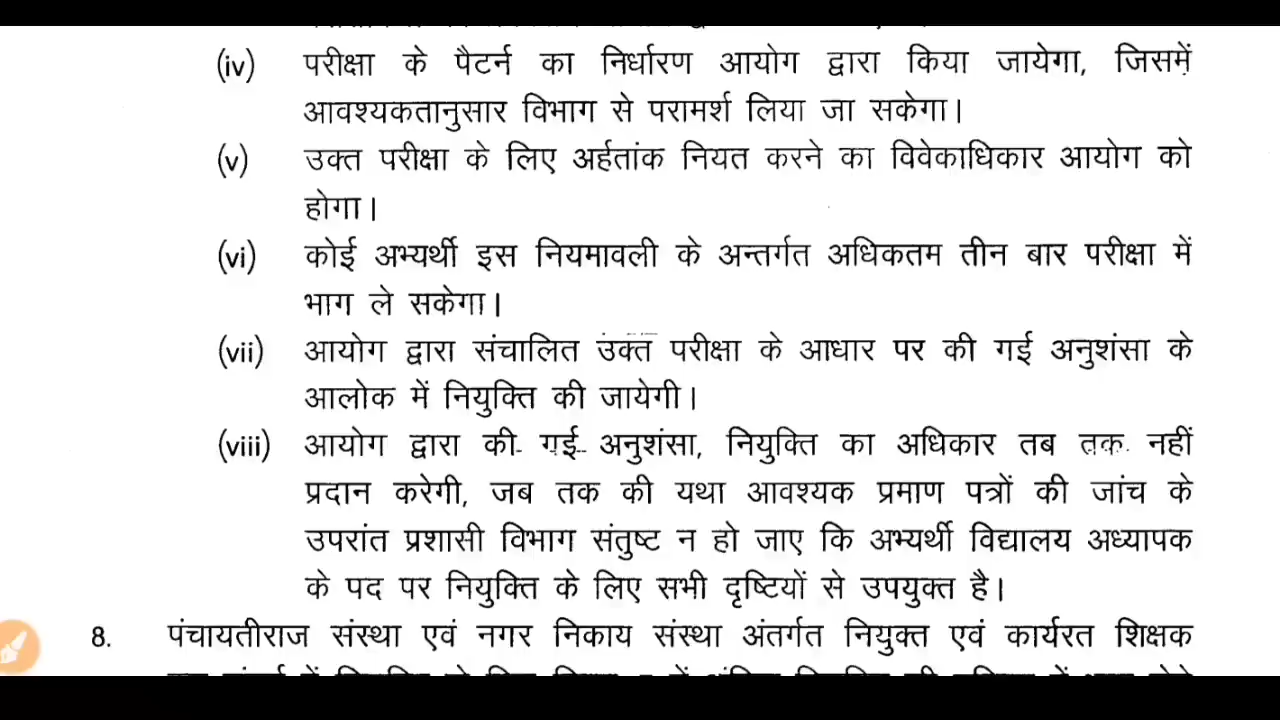 (iv) परीक्षा के पैटर्न का निर्धारण आयोग द्वारा किया जायेगा, जिसमें
आवश्यकतानुसार विभाग से परामर्श लिया जा सकेगा।
(v) उक्त परीक्षा के लिए अर्हतांक नियत करने का विवेकाधिकार आयोग को
होगा।
(vi) कोई अभ्यर्थी इस नियमावली के अन्तर्गत अधिकतम तीन बार परीक्षा में
भाग ले सकेगा।
(vii) आयोग द्वारा संचालित उक्त परीक्षा के आधार पर की गई अनुशंसा के
आलोक में नियुक्ति की जायेगी।
(viii) आयोग द्वारा की गई अनुशंसा, नियुक्ति का अधिकार तब तक नहीं
प्रदान करेगी, जब तक की यथा आवश्यक प्रमाण पत्रों की जांच के
उपरांत प्रशासी विभाग संतुष्ट न हो जाए कि अभ्यर्थी विद्यालय अध्यापक
के पद पर नियुक्ति के लिए सभी दृष्टियों से उपयुक्त है।
8. पंचायतीराज संस्था एवं नगर निकाय संस्था अंतर्गत नियुक्त एवं कार्यरत शिक्षक